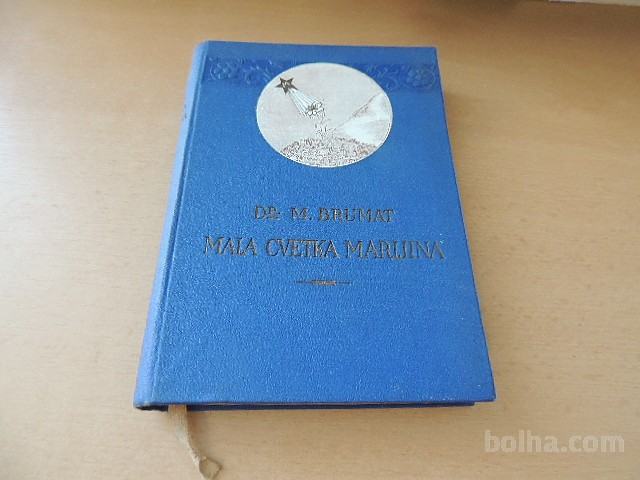 DR. M. BRUMAT
MALA CVETKA MARIJINA
bolha.com